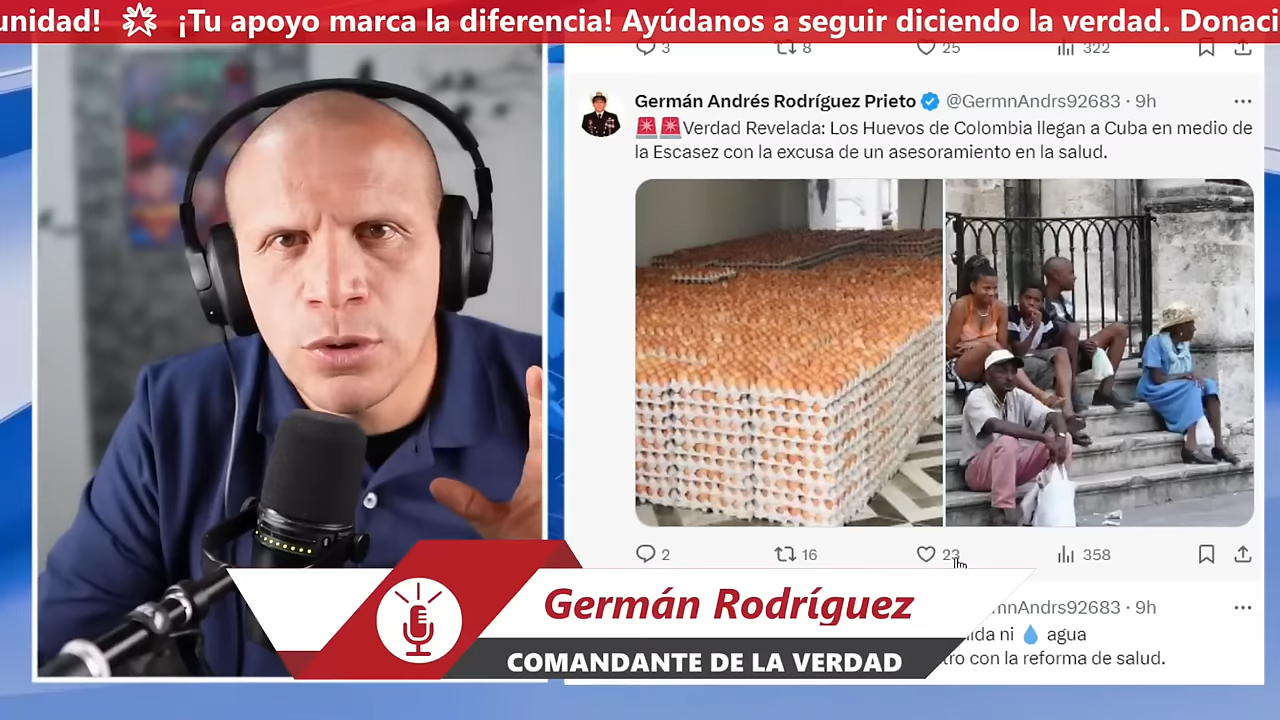 unidad! ¡Tu apoyo marca la diferencia! Ayúdanos a seguir diciendo la verdad. Donaci
3 8 25 322
Germán Andrés Rodríguez Prieto @GermnAndrs92683 · 9h
🚨🚨Verdad Revelada: Los Huevos de Colombia llegan a Cuba en medio de
la Escasez con la excusa de un asesoramiento en la salud.
2 16 23 358
Germán Rodríguez
COMANDANTE DE LA VERDAD
mnAndrs92683 · 9h
ida ni 💧 agua
tro con la reforma de salud.